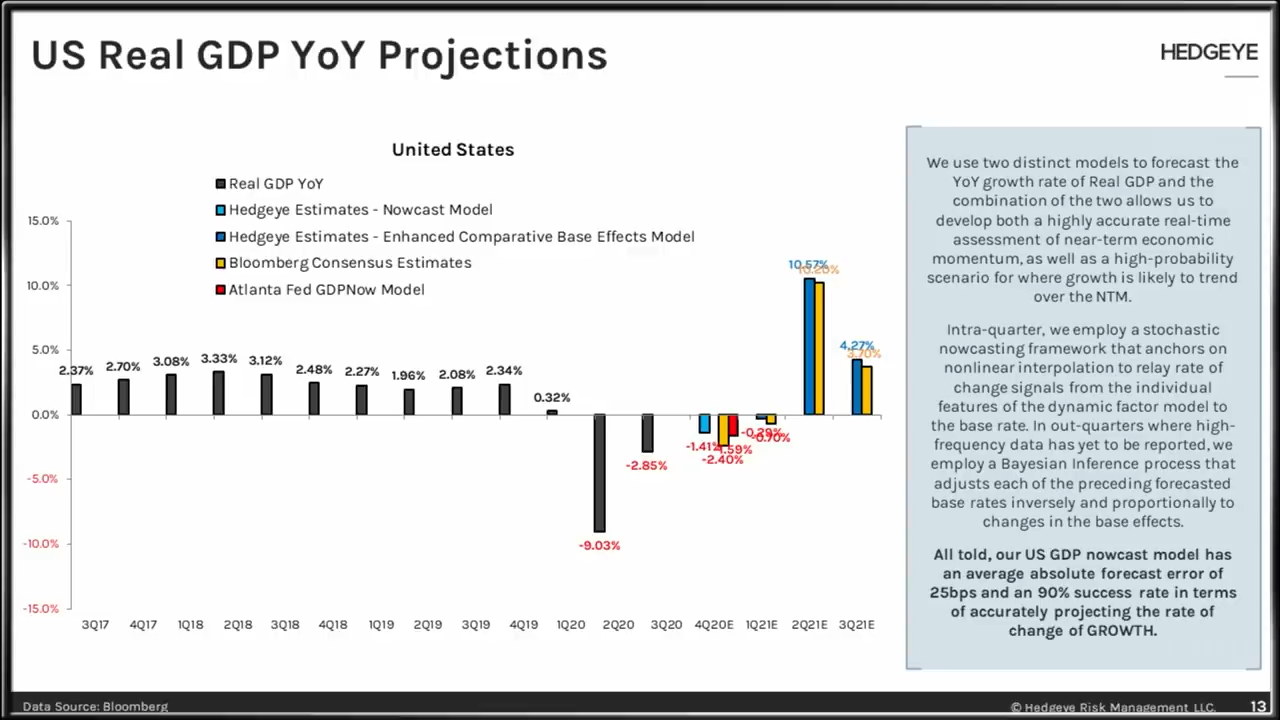 US Real GDP YoY Projections
HEDGEYE
United States
Real GDP YoY
Hedgeye Estimates - Nowcast Model
Hedgeye Estimates - Enhanced Comparative Base Effects Model
Bloomberg Consensus Estimates
Atlanta Fed GDPNow Model
15.0%
10.0%
5.0%
0.0%
-5.0%
-10.0%
-15.0%
2.37%
2.70%
3.08%
3.33%
3.12%
2.48%
2.27%
1.96%
2.08%
2.34%
0.32%
-9.03%
-2.85%
-1.41%
-2.40%
-1.59%
-0.29%
-0.70%
10.57%
10.20%
4.27%
3.70%
3Q17 4Q17 1Q18 2Q18 3Q18 4Q18 1Q19 2Q19 3Q19 4Q19 1Q20 2Q20 3Q20 4Q20E 1Q21E 2Q21E 3Q21E
We use two distinct models to forecast the
YoY growth rate of Real GDP and the
combination of the two allows us to
develop both a highly accurate real-time
assessment of near-term economic
momentum, as well as a high-probability
scenario for where growth is likely to trend
over the NTM.
Intra-quarter, we employ a stochastic
nowcasting framework that anchors on
nonlinear interpolation to relay rate of
change signals from the individual
features of the dynamic factor model to
the base rate. In out-quarters where high-
frequency data has yet to be reported, we
employ a Bayesian Inference process that
adjusts each of the preceding forecasted
base rates inversely and proportionally to
changes in the base effects.
All told, our US GDP nowcast model has
an average absolute forecast error of
25bps and an 90% success rate in terms
of accurately projecting the rate of
change of GROWTH.
Data Source: Bloomberg
© Hedgeye Risk Management LLC.
13